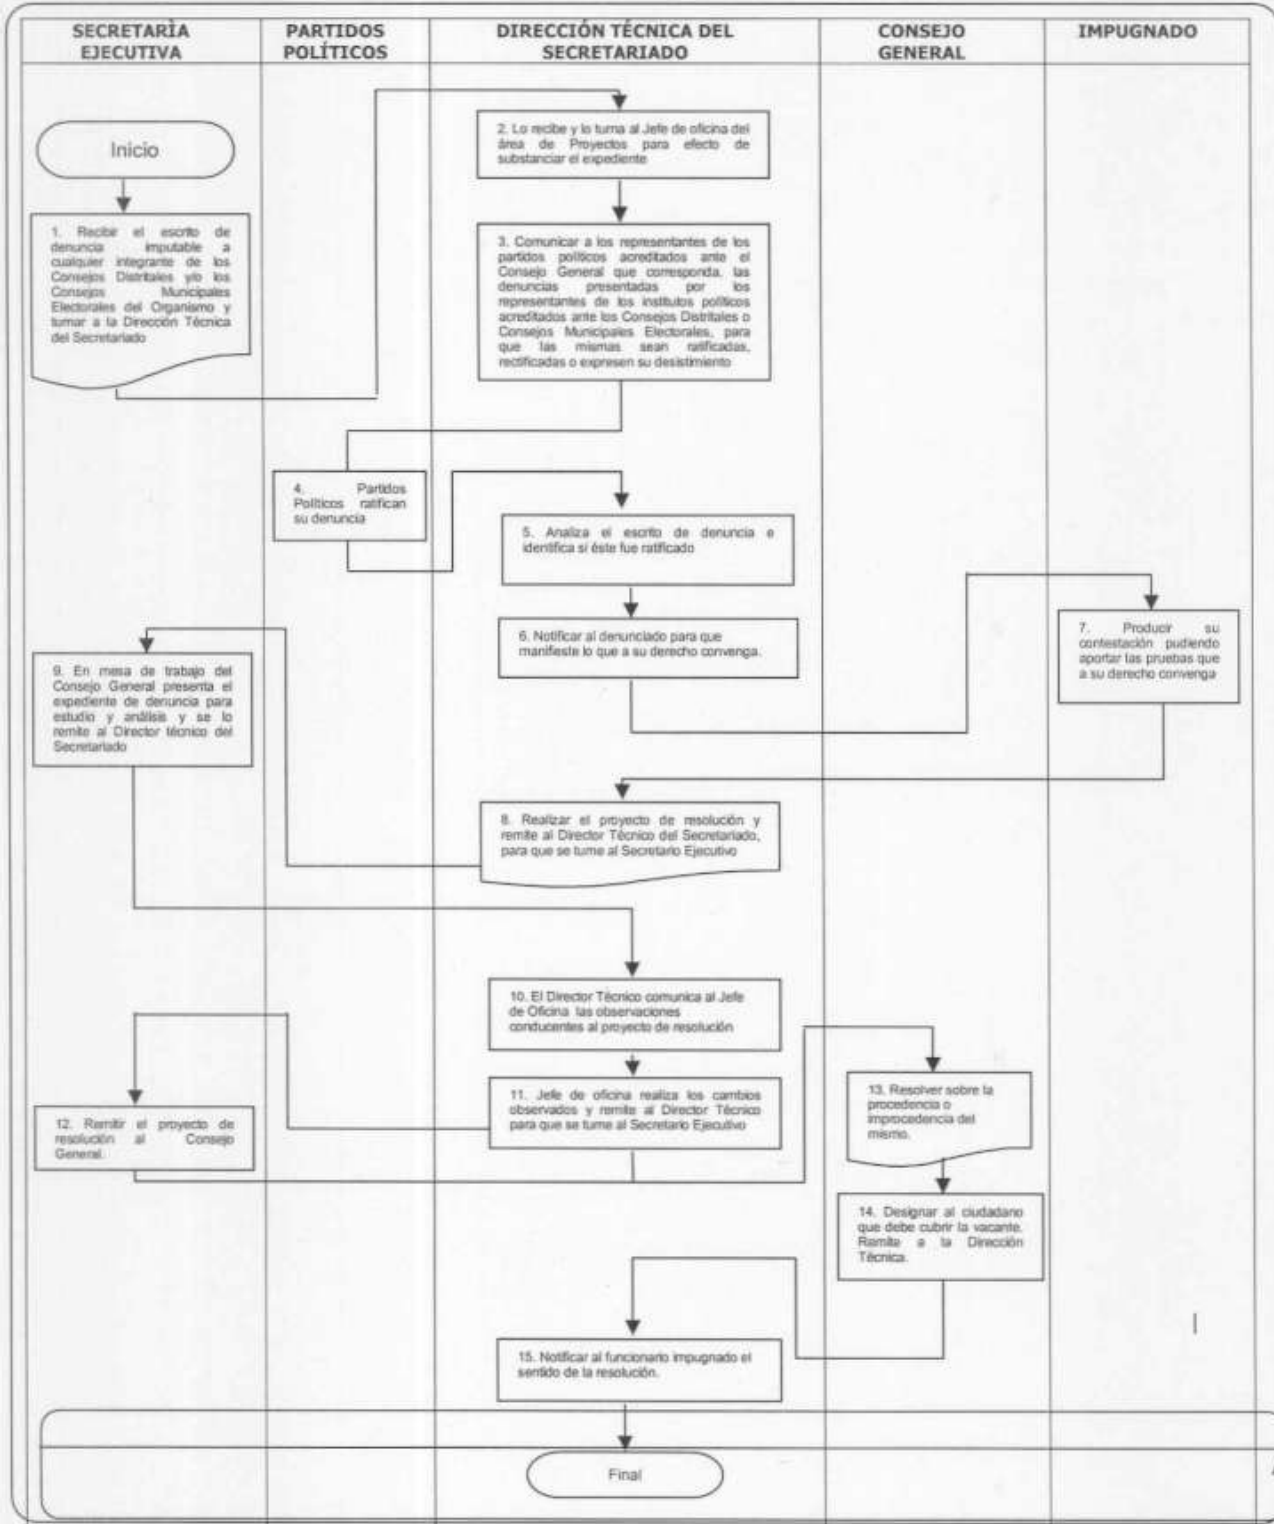 SECRETARÌA
EJECUTIVA
PARTIDOS
POLÍTICOS
DIRECCIÓN TÉCNICA DEL
SECRETARIADO
CONSEJO
GENERAL
IMPUGNADO
Inicio
1. Recibir el escrito de
denuncia imputable a
cualquier integrante de los
Consejos Distritales y/o los
Consejos Municipales
Electorales del Organismo y
turnar a la Dirección Técnica
del Secretariado
2. Lo recibe y lo turna al Jefe de oficina del
área de Proyectos para efecto de
substanciar el expediente
3. Comunicar a los representantes de los
partidos políticos acreditados ante el
Consejo General que corresponda, las
denuncias presentadas por los
representantes de los institutos políticos
acreditados ante los Consejos Distritales o
Consejos Municipales Electorales, para
que las mismas sean ratificadas,
rectificadas o expresen su desistimiento
4. Partidos
Políticos ratifican
su denuncia
5. Analiza el escrito de denuncia e
identifica si éste fue ratificado
6. Notificar al denunciado para que
manifieste lo que a su derecho convenga.
7. Producir su
contestación pudiendo
aportar las pruebas que
a su derecho convenga
9. En mesa de trabajo del
Consejo General presenta el
expediente de denuncia para
estudio y análisis y se lo
remite al Director técnico del
Secretariado
8. Realizar el proyecto de resolución y
remite al Director Técnico del Secretariado,
para que se turne al Secretario Ejecutivo
10. El Director Técnico comunica al Jefe
de Oficina las observaciones
conducentes al proyecto de resolución
11. Jefe de oficina realiza los cambios
observados y remite al Director Técnico
para que se turne al Secretario Ejecutivo
12. Remitir el proyecto de
resolución al Consejo
General.
13. Resolver sobre la
procedencia o
improcedencia del
mismo.
14. Designar al ciudadano
que debe cubrir la vacante.
Remite a la Dirección
Técnica.
15. Notificar al funcionario impugnado el
sentido de la resolución.
Final